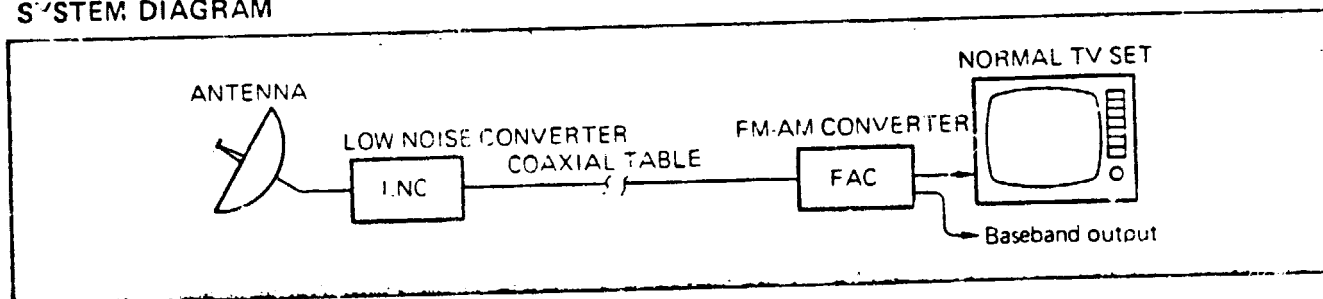 SYSTEM DIAGRAM
NORMAL TV SET
ANTENNA
LOW NOISE CONVERTER
FM-AM CONVERTER
COAXIAL TABLE
LNC
FAC
Baseband output